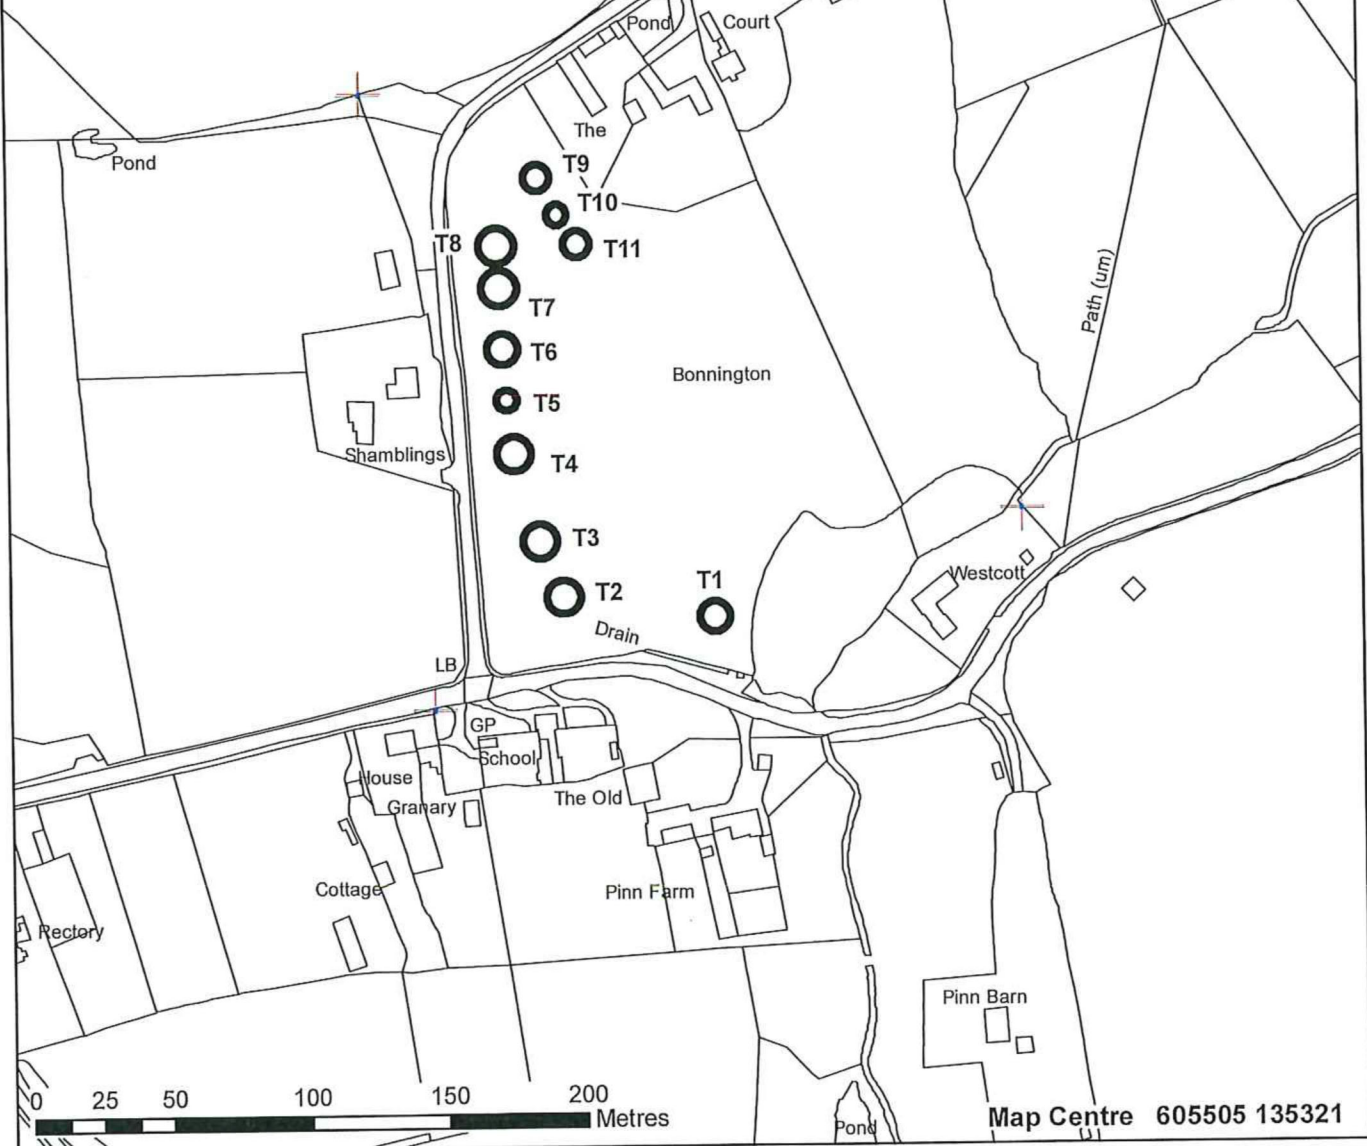 Pond
Court
The
Pond
T9
T10
T8
T11
T7
T6
Path (um)
Bonnington
T5
Shamblings
T4
T3
Westcott
T1
T2
Drain
LB
GP
School
House
Granary
The Old
Cottage
Pinn Farm
Rectory
Pinn Barn
0 25 50 100 150 200
Metres
Map Centre 605505 135321
Pond